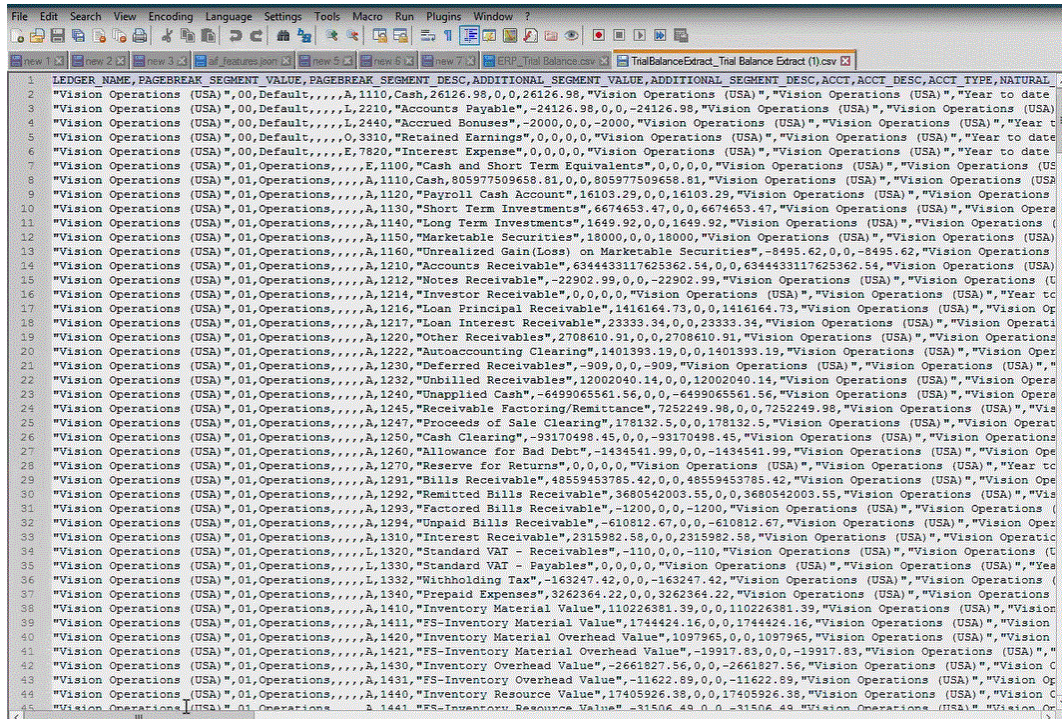 File Edit Search View Encoding Language Settings Tools Macro Run Plugins Window ?
new 1 new 2 new 3 aif_features.json new 5 new 6 new 7 ERP_Trial Balance.csv TrialBalanceExtract_Trial Balance Extract (1).csv
1 LEDGER_NAME,PAGEBREAK_SEGMENT_VALUE,PAGEBREAK_SEGMENT_DESC,ADDITIONAL_SEGMENT_VALUE,ADDITIONAL_SEGMENT_DESC,ACCT,ACCT_DESC,ACCT_TYPE,NATURAL
2 "Vision Operations (USA)",00,Default,,,,,A,1110,Cash,26126.98,0,0,26126.98,"Vision Operations (USA)","Vision Operations (USA)","Year to date
3 "Vision Operations (USA)",00,Default,,,,,L,2210,"Accounts Payable",-24126.98,0,0,-24126.98,"Vision Operations (USA)","Vision Operations (USA)","
4 "Vision Operations (USA)",00,Default,,,,,L,2440,"Accrued Bonuses",-2000,0,0,-2000,"Vision Operations (USA)","Vision Operations (USA)","Year t
5 "Vision Operations (USA)",00,Default,,,,,O,3310,"Retained Earnings",0,0,0,0,"Vision Operations (USA)","Vision Operations (USA)","Year to date
6 "Vision Operations (USA)",00,Default,,,,,E,7820,"Interest Expense",0,0,0,0,"Vision Operations (USA)","Vision Operations (USA)","Year to date
7 "Vision Operations (USA)",01,Operations,,,,,E,1100,"Cash and Short Term Equivalents",0,0,0,0,"Vision Operations (USA)","Vision Operations (US
8 "Vision Operations (USA)",01,Operations,,,,,A,1110,Cash,805977509658.81,0,0,805977509658.81,"Vision Operations (USA)","Vision Operations (USA
9 "Vision Operations (USA)",01,Operations,,,,,A,1120,"Payroll Cash Account",16103.29,0,0,16103.29,"Vision Operations (USA)","Vision Operations
10 "Vision Operations (USA)",01,Operations,,,,,A,1130,"Short Term Investments",6674653.47,0,0,6674653.47,"Vision Operations (USA)","Vision Opera
11 "Vision Operations (USA)",01,Operations,,,,,A,1140,"Long Term Investments",1649.92,0,0,1649.92,"Vision Operations (USA)","Vision Operations (
12 "Vision Operations (USA)",01,Operations,,,,,A,1150,"Marketable Securities",18000,0,0,18000,"Vision Operations (USA)","Vision Operations (USA)
13 "Vision Operations (USA)",01,Operations,,,,,A,1160,"Unrealized Gain(Loss) on Marketable Securities",-8495.62,0,0,-8495.62,"Vision Operations
14 "Vision Operations (USA)",01,Operations,,,,,A,1210,"Accounts Receivable",6344433117625362.54,0,0,6344433117625362.54,"Vision Operations (USA)
15 "Vision Operations (USA)",01,Operations,,,,,A,1212,"Notes Receivable",-22902.99,0,0,-22902.99,"Vision Operations (USA)","Vision Operations (U
16 "Vision Operations (USA)",01,Operations,,,,,A,1214,"Investor Receivable",0,0,0,0,"Vision Operations (USA)","Vision Operations (USA)","Year to
17 "Vision Operations (USA)",01,Operations,,,,,A,1216,"Loan Principal Receivable",1416164.73,0,0,1416164.73,"Vision Operations (USA)","Vision Op
18 "Vision Operations (USA)",01,Operations,,,,,A,1217,"Loan Interest Receivable",23333.34,0,0,23333.34,"Vision Operations (USA)","Vision Operati
19 "Vision Operations (USA)",01,Operations,,,,,A,1220,"Other Receivables",2708610.91,0,0,2708610.91,"Vision Operations (USA)","Vision Operations
20 "Vision Operations (USA)",01,Operations,,,,,A,1222,"Autoaccounting Clearing",1401393.19,0,0,1401393.19,"Vision Operations (USA)","Vision Oper
21 "Vision Operations (USA)",01,Operations,,,,,A,1230,"Deferred Receivables",-909,0,0,-909,"Vision Operations (USA)","Vision Operations (USA)","
22 "Vision Operations (USA)",01,Operations,,,,,A,1232,"Unbilled Receivables",12002040.14,0,0,12002040.14,"Vision Operations (USA)","Vision Opera
23 "Vision Operations (USA)",01,Operations,,,,,A,1240,"Unapplied Cash",-6499065561.56,0,0,-6499065561.56,"Vision Operations (USA)","Vision Opera
24 "Vision Operations (USA)",01,Operations,,,,,A,1245,"Receivable Factoring/Remittance",7252249.98,0,0,7252249.98,"Vision Operations (USA)","Visi
25 "Vision Operations (USA)",01,Operations,,,,,A,1247,"Proceeds of Sale Clearing",178132.5,0,0,178132.5,"Vision Operations (USA)","Vision Operat
26 "Vision Operations (USA)",01,Operations,,,,,A,1250,"Cash Clearing",-93170498.45,0,0,-93170498.45,"Vision Operations (USA)","Vision Operations
27 "Vision Operations (USA)",01,Operations,,,,,A,1260,"Allowance for Bad Debt",-1434541.99,0,0,-1434541.99,"Vision Operations (USA)","Vision Ope
28 "Vision Operations (USA)",01,Operations,,,,,A,1270,"Reserve for Returns",0,0,0,0,"Vision Operations (USA)","Vision Operations (USA)","Year to
29 "Vision Operations (USA)",01,Operations,,,,,A,1291,"Bills Receivable",48559453785.42,0,0,48559453785.42,"Vision Operations (USA)","Vision Ope
30 "Vision Operations (USA)",01,Operations,,,,,A,1292,"Remitted Bills Receivable",3680542003.55,0,0,3680542003.55,"Vision Operations (USA)","Vis
31 "Vision Operations (USA)",01,Operations,,,,,A,1293,"Factored Bills Receivable",-1200,0,0,-1200,"Vision Operations (USA)","Vision Operations (
32 "Vision Operations (USA)",01,Operations,,,,,A,1294,"Unpaid Bills Receivable",-610812.67,0,0,-610812.67,"Vision Operations (USA)","Vision Oper
33 "Vision Operations (USA)",01,Operations,,,,,A,1310,"Interest Receivable",2315982.58,0,0,2315982.58,"Vision Operations (USA)","Vision Operatio
34 "Vision Operations (USA)",01,Operations,,,,,L,1320,"Standard VAT - Receivables",-110,0,0,-110,"Vision Operations (USA)","Vision Operations (U
35 "Vision Operations (USA)",01,Operations,,,,,L,1330,"Standard VAT - Payables",0,0,0,0,"Vision Operations (USA)","Vision Operations (USA)","Yea
36 "Vision Operations (USA)",01,Operations,,,,,L,1332,"Withholding Tax",-163247.42,0,0,-163247.42,"Vision Operations (USA)","Vision Operations (
37 "Vision Operations (USA)",01,Operations,,,,,A,1340,"Prepaid Expenses",3262364.22,0,0,3262364.22,"Vision Operations (USA)","Vision Operations
38 "Vision Operations (USA)",01,Operations,,,,,A,1410,"Inventory Material Value",110226381.39,0,0,110226381.39,"Vision Operations (USA)","Vision
39 "Vision Operations (USA)",01,Operations,,,,,A,1411,"FS-Inventory Material Value",1744424.16,0,0,1744424.16,"Vision Operations (USA)","Vision
40 "Vision Operations (USA)",01,Operations,,,,,A,1420,"Inventory Material Overhead Value",1097965,0,0,1097965,"Vision Operations (USA)","Vision
41 "Vision Operations (USA)",01,Operations,,,,,A,1421,"FS-Inventory Material Overhead Value",-19917.83,0,0,-19917.83,"Vision Operations (USA)","
42 "Vision Operations (USA)",01,Operations,,,,,A,1430,"Inventory Overhead Value",-2661827.56,0,0,-2661827.56,"Vision Operations (USA)","Vision O
43 "Vision Operations (USA)",01,Operations,,,,,A,1431,"FS-Inventory Overhead Value",-11622.89,0,0,-11622.89,"Vision Operations (USA)","Vision Op
44 "Vision Operations (USA)",01,Operations,,,,,A,1440,"Inventory Resource Value",17405926.38,0,0,17405926.38,"Vision Operations (USA)","Vision O
45 "Vision Operations (USA)",01,Operations,,,,,A,1441,"FS-Inventory Resource Value",-31506.49,0,0,-31506.49,"Vision Operations (USA)","Vision Op